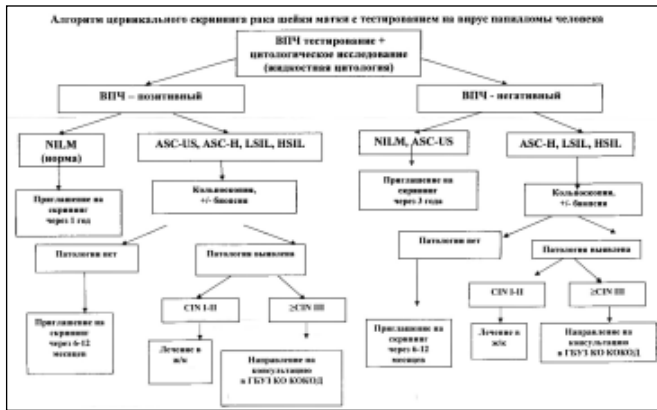 Алгоритм цервикального скрининга рака шейки матки с тестированием на вирус папилломы человека
ВПЧ тестирование +
цитологическое исследование
(жидкостная цитология)
ВПЧ – позитивный
ВПЧ - негативный
NILM
(норма)
ASC-US, ASC-H, LSIL, HSIL
NILM, ASC-US
ASC-H, LSIL, HSIL
Приглашение на
скрининг
через 1 год
Кольпоскопия,
+/- биопсия
Приглашение на
скрининг
через 3 года
Кольпоскопия,
+/- биопсия
Патологии нет
Патология выявлена
Патологии нет
Патология выявлена
CIN I-II
≥CIN III
CIN I-II
≥CIN III
Приглашение на
скрининг
через 6-12
месяцев
Лечение в
ж/к
Направление на
консультацию
в ГБУЗ КО КОКОД
Приглашение на
скрининг
через 6-12
месяцев
Лечение в
ж/к
Направление на
консультацию
в ГБУЗ КО КОКОД